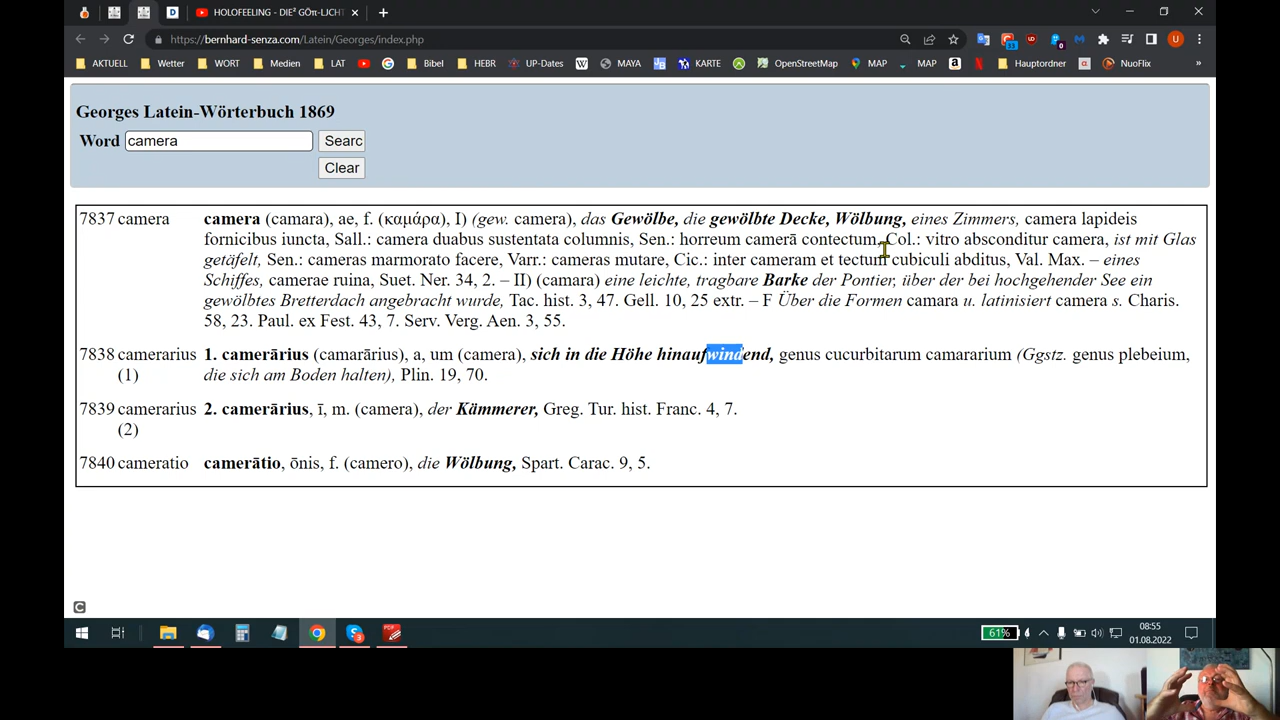 HOLOFEELING - DIE² GÖπ-LJCHT
https://bernhard-senza.com/Latein/Georges/index.php
AKTUELL Wetter WORT Medien LAT Bibel HEBR UP-Dates MAYA KARTE OpenStreetMap MAP MAP Hauptordner NuoFlix »
Georges Latein-Wörterbuch 1869
Word camera Searc
Clear
7837 camera camera (camara), ae, f. (καμάρα), I) (gew. camera), das Gewölbe, die gewölbte Decke, Wölbung, eines Zimmers, camera lapideis
fornicibus iuncta, Sall.: camera duabus sustentata columnis, Sen.: horreum camerā contectum, Col.: vitro absconditur camera, ist mit Glas
getäfelt, Sen.: cameras marmorato facere, Varr.: cameras mutare, Cic.: inter cameram et tectum cubiculi abditus, Val. Max. – eines
Schiffes, camerae ruina, Suet. Ner. 34, 2. – II) (camara) eine leichte, tragbare Barke der Pontier, über der bei hochgehender See ein
gewölbtes Bretterdach angebracht wurde, Tac. hist. 3, 47. Gell. 10, 25 extr. – F Über die Formen camara u. latinisiert camera s. Charis.
58, 23. Paul. ex Fest. 43, 7. Serv. Verg. Aen. 3, 55.
7838 camerarius 1. camerārius (camarārius), a, um (camera), sich in die Höhe hinaufwindend, genus cucurbitarum camararium (Ggstz. genus plebeium,
(1) die sich am Boden halten), Plin. 19, 70.
7839 camerarius 2. camerārius, ī, m. (camera), der Kämmerer, Greg. Tur. hist. Franc. 4, 7.
(2)
7840 cameratio camerātio, ōnis, f. (camero), die Wölbung, Spart. Carac. 9, 5.
61% 08:55
01.08.2022